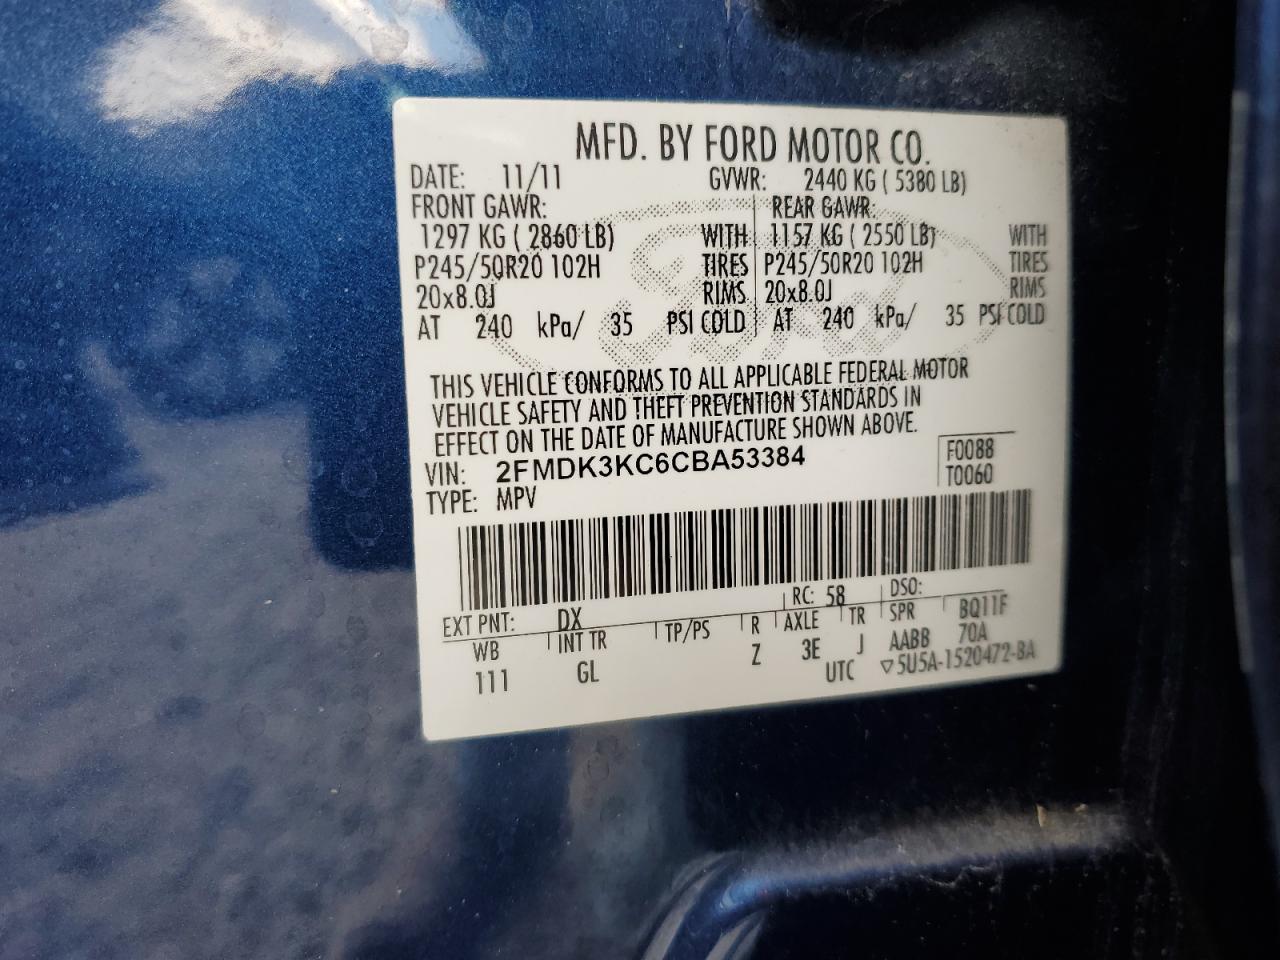 MFD. BY FORD MOTOR CO.
DATE: 11/11 GVWR: 2440 KG ( 5380 LB)
FRONT GAWR: REAR GAWR:
1297 KG ( 2860 LB) WITH 1157 KG ( 2550 LB) WITH
P245/50R20 102H TIRES P245/50R20 102H TIRES
20x8.0J RIMS 20x8.0J RIMS
AT 240 kPa/ 35 PSI COLD AT 240 kPa/ 35 PSI COLD
THIS VEHICLE CONFORMS TO ALL APPLICABLE FEDERAL MOTOR
VEHICLE SAFETY AND THEFT PREVENTION STANDARDS IN
EFFECT ON THE DATE OF MANUFACTURE SHOWN ABOVE.
VIN: 2FMDK3KC6CBA53384 F0088
TYPE: MPV T0060
EXT PNT: DX RC: 58 DSO:
WB INT TR TP/PS R AXLE TR SPR BQ11F
111 GL Z 3E J AABB 70A
UTC ▽5U5A-1520472-BA